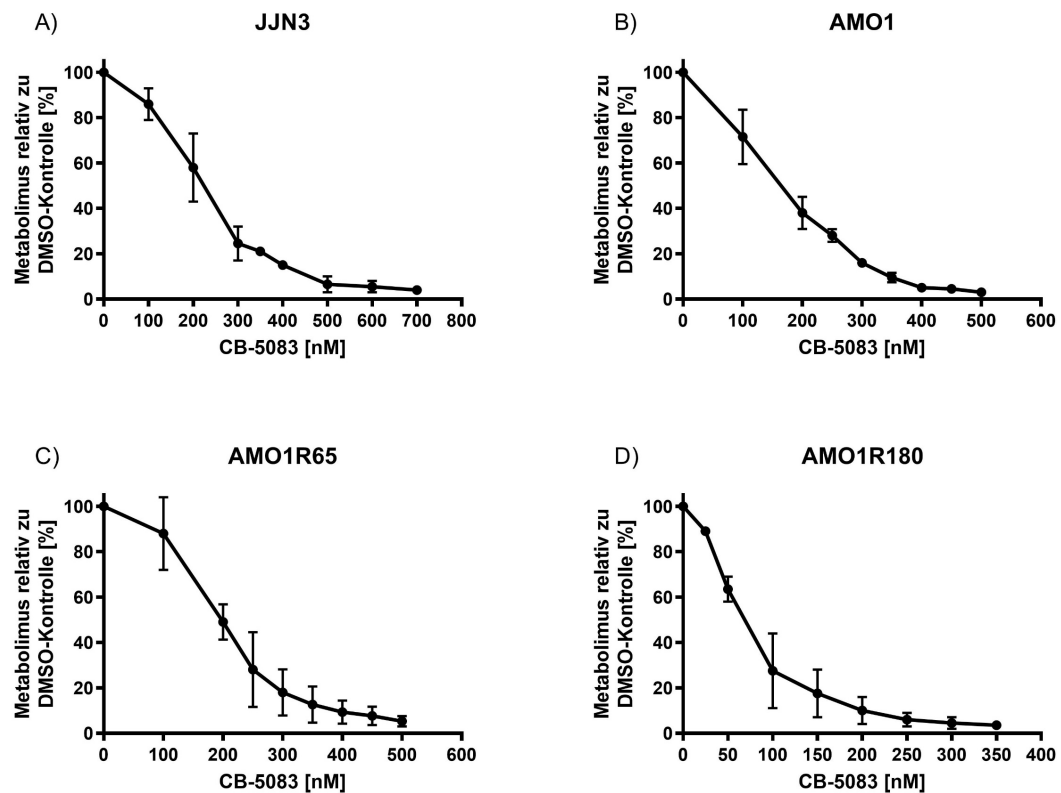 A)
JJN3
Metabolimus relativ zu
DMSO-Kontrolle [%]
100
80
60
40
20
0
0 100 200 300 400 500 600 700 800
CB-5083 [nM]
B)
AMO1
Metabolimus relativ zu
DMSO-Kontrolle [%]
100
80
60
40
20
0
0 100 200 300 400 500 600
CB-5083 [nM]
C)
AMO1R65
Metabolimus relativ zu
DMSO-Kontrolle [%]
100
80
60
40
20
0
0 100 200 300 400 500 600
CB-5083 [nM]
D)
AMO1R180
Metabolimus relativ zu
DMSO-Kontrolle [%]
100
80
60
40
20
0
0 50 100 150 200 250 300 350 400
CB-5083 [nM]